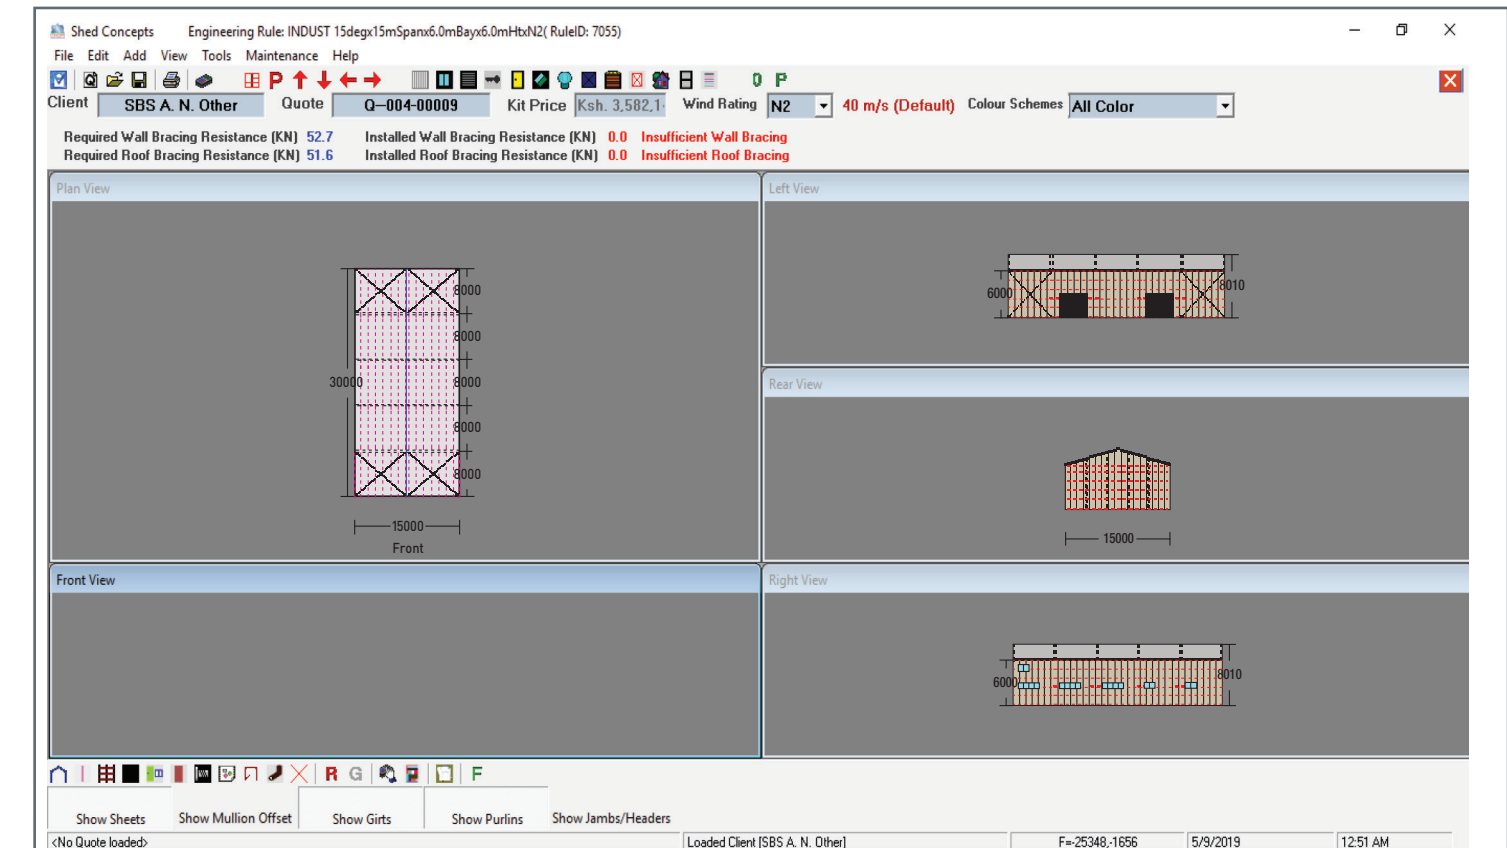 Shed Concepts Engineering Rule: INDUST 15degx15mSpanx6.0mBayx6.0mHtxN2( RuleID: 7055)
File Edit Add View Tools Maintenance Help
P 0 P
Client SBS A. N. Other Quote Q-004-00009 Kit Price Ksh. 3,582,1 Wind Rating N2 40 m/s (Default) Colour Schemes All Color
Required Wall Bracing Resistance (KN) 52.7 Installed Wall Bracing Resistance (KN) 0.0 Insufficient Wall Bracing
Required Roof Bracing Resistance (KN) 51.6 Installed Roof Bracing Resistance (KN) 0.0 Insufficient Roof Bracing
Plan View
8000
8000
30000 8000
8000
8000
15000
Front
Left View
6000 8010
Rear View
15000
Front View
Right View
6000 8010
R G F
Show Sheets Show Mullion Offset Show Girts Show Purlins Show Jambs/Headers
<No Quote loaded> Loaded Client [SBS A. N. Other] F=-25348,-1656 5/9/2019 12:51 AM